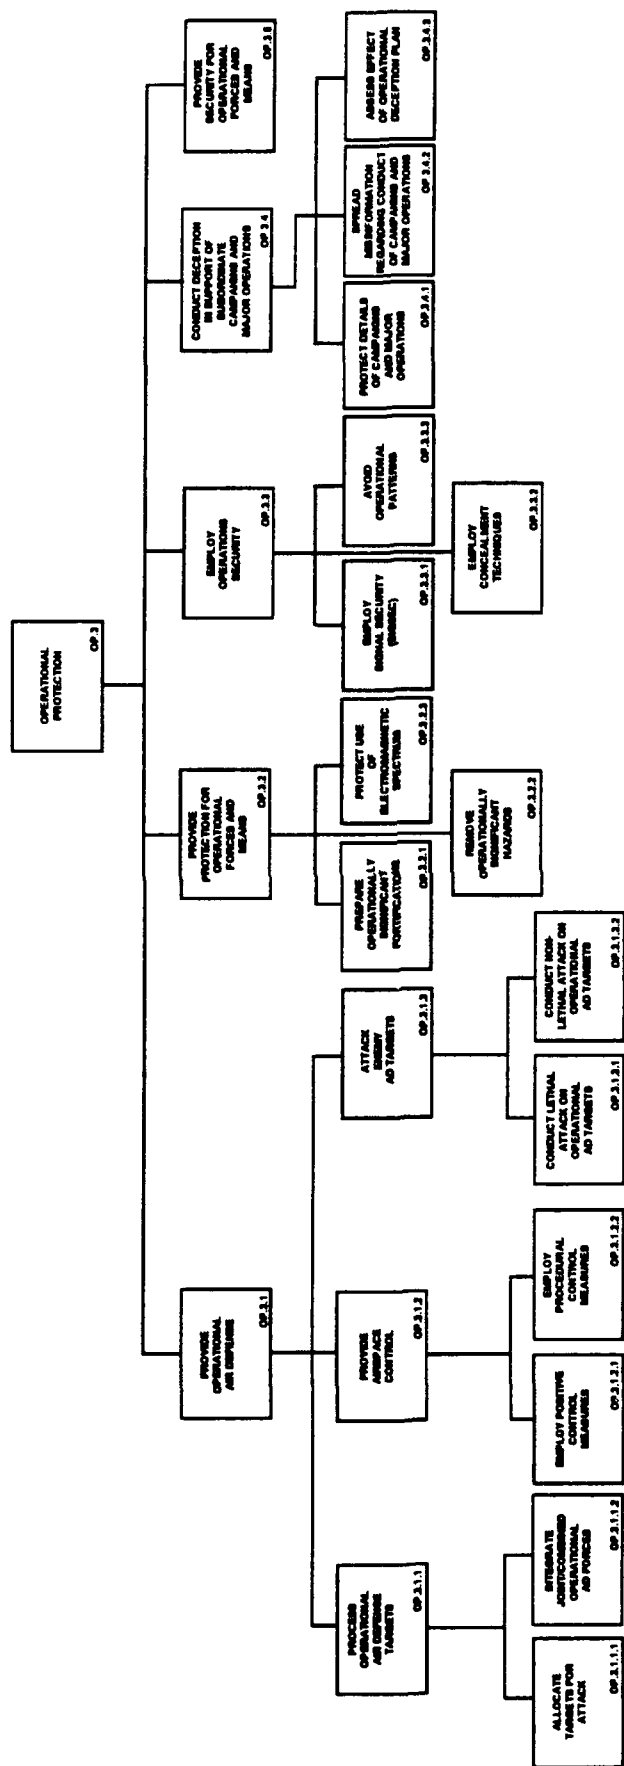 OPERATIONAL
PROTECTION
OP.3
PROVIDE
OPERATIONAL
AIR DEFENSE
OP.3.1
PROVIDE
PROTECTION FOR
OPERATIONAL
FORCES AND
MEANS
OP.3.2
EMPLOY
OPERATIONS
SECURITY
OP.3.3
CONDUCT DECEPTION
IN SUPPORT OF
SUBORDINATE
CAMPAIGNS AND
MAJOR OPERATIONS
OP.3.4
PROVIDE
SECURITY FOR
OPERATIONAL
FORCES AND
MEANS
OP.3.5
PROCESS
OPERATIONAL
AIR DEFENSE
TARGETS
OP.3.1.1
PROVIDE
AIRSPACE
CONTROL
OP.3.1.2
ATTACK
ENEMY
AD TARGETS
OP.3.1.3
PREPARE
OPERATIONALLY
SIGNIFICANT
FORTIFICATIONS
OP.3.2.1
PROTECT USE
OF
ELECTROMAGNETIC
SPECTRUM
OP.3.2.3
EMPLOY
SIGNAL SECURITY
(SIGSEC)
OP.3.3.1
AVOID
OPERATIONAL
PATTERNS
OP.3.3.3
PROTECT DETAILS
OF CAMPAIGNS
AND MAJOR
OPERATIONS
OP.3.4.1
SPREAD
MISINFORMATION
REGARDING CONDUCT
OF CAMPAIGNS AND
MAJOR OPERATIONS
OP.3.4.2
ASSESS EFFECT
OF OPERATIONAL
DECEPTION PLAN
OP.3.4.3
REMOVE
OPERATIONALLY
SIGNIFICANT
HAZARDS
OP.3.2.2
EMPLOY
CONCEALMENT
TECHNIQUES
OP.3.3.2
ALLOCATE
TARGETS FOR
ATTACK
OP.3.1.1.1
INTEGRATE
JOINT/COMBINED
OPERATIONAL
AD FORCES
OP.3.1.1.2
EMPLOY POSITIVE
CONTROL
MEASURES
OP.3.1.2.1
EMPLOY
PROCEDURAL
CONTROL
MEASURES
OP.3.1.2.2
CONDUCT LETHAL
ATTACK ON
OPERATIONAL
AD TARGETS
OP.3.1.3.1
CONDUCT NON-
LETHAL ATTACK ON
OPERATIONAL
AD TARGETS
OP.3.1.3.2